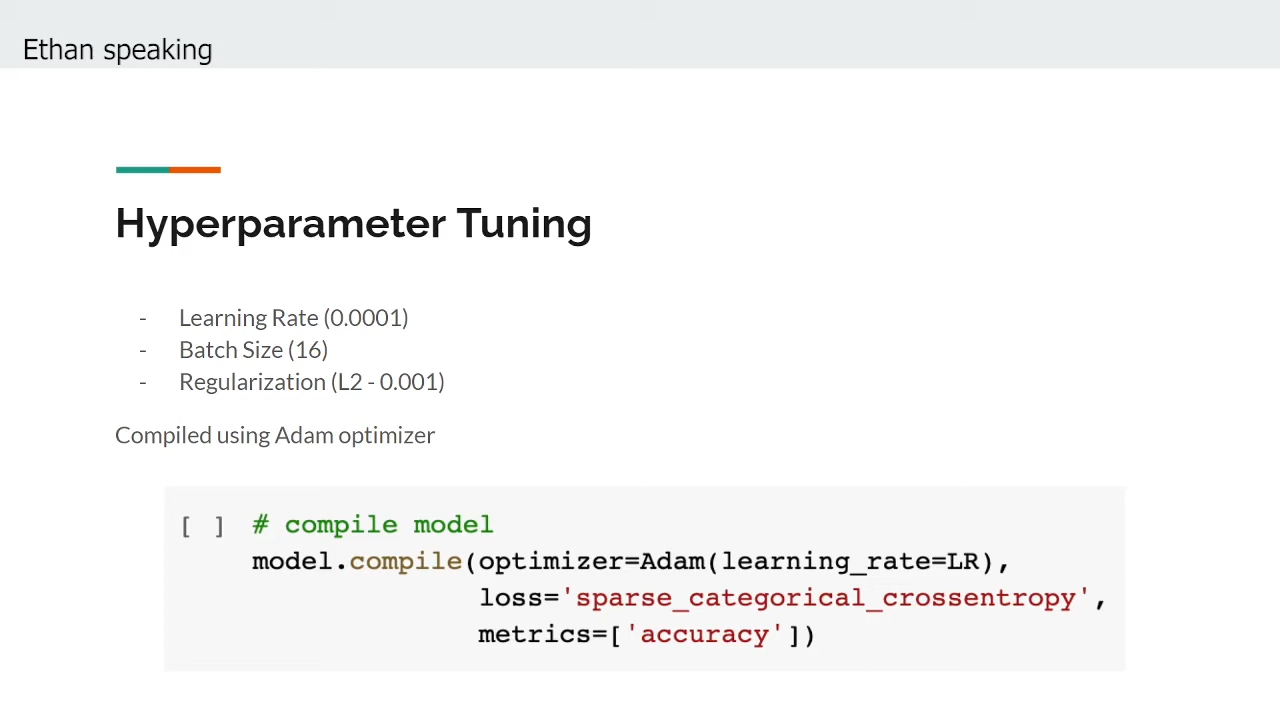 Ethan speaking
Hyperparameter Tuning
- Learning Rate (0.0001)
- Batch Size (16)
- Regularization (L2 - 0.001)
Compiled using Adam optimizer
[ ] # compile model
model.compile(optimizer=Adam(learning_rate=LR),
loss='sparse_categorical_crossentropy',
metrics=['accuracy'])